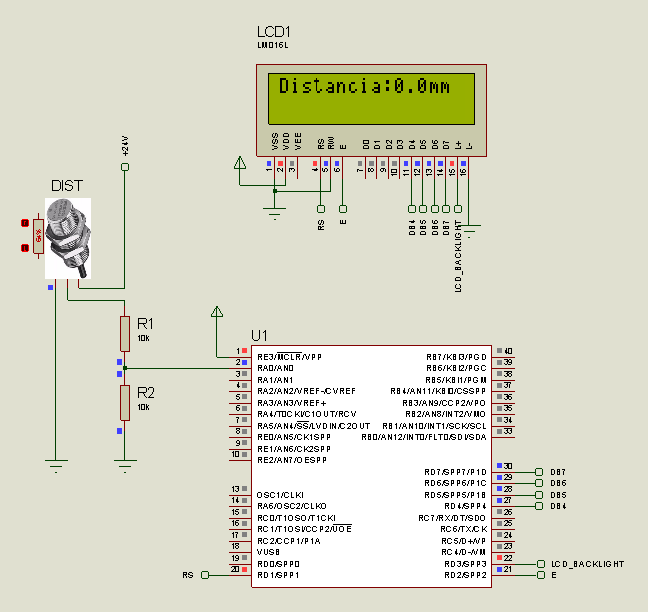 LCD1
LM016L
Distancia:0.0mm
VSS VDD VEE RS RW E D0 D1 D2 D3 D4 D5 D6 D7 L+ L-
1 2 3 4 5 6 7 8 9 10 11 12 13 14 15 16
RS E DB4 DB5 DB6 DB7 LCD_BACKLIGHT
+24V
DIST
R1
10k
R2
10k
U1
1 RE3/MCLR/VPP RB7/KBI3/PGD 40
2 RA0/AN0 RB6/KBI2/PGC 39
3 RA1/AN1 RB5/KBI1/PGM 38
4 RA2/AN2/VREF-/CVREF RB4/AN11/KBI0/CSSPP 37
5 RA3/AN3/VREF+ RB3/AN9/CCP2/VPO 36
6 RA4/T0CKI/C1OUT/RCV RB2/AN8/INT2/VMO 35
7 RA5/AN4/SS/LVDIN/C2OUT RB1/AN10/INT1/SCK/SCL 34
8 RE0/AN5/CK1SPP RB0/AN12/INT0/FLT0/SDI/SDA 33
9 RE1/AN6/CK2SPP
10 RE2/AN7/OESPP
RD7/SPP7/P1D 30 DB7
RD6/SPP6/P1C 29 DB6
13 OSC1/CLKI RD5/SPP5/P1B 28 DB5
14 RA6/OSC2/CLKO RD4/SPP4 27 DB4
15 RC0/T1OSO/T1CKI RC7/RX/DT/SDO 26
16 RC1/T1OSI/CCP2/UOE RC6/TX/CK 25
17 RC2/CCP1/P1A RC5/D+/VP 24
18 VUSB RC4/D-/VM 23
19 RD0/SPP0 RD3/SPP3 22 LCD_BACKLIGHT
RS 20 RD1/SPP1 RD2/SPP2 21 E